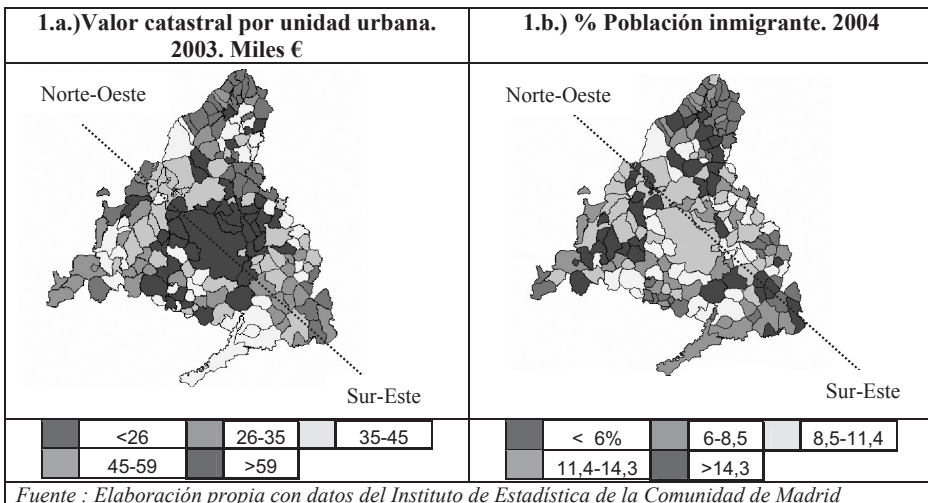 1.a.)Valor catastral por unidad urbana.
2003. Miles €
1.b.) % Población inmigrante. 2004
Norte-Oeste
Norte-Oeste
Sur-Este
Sur-Este
<26 26-35 35-45
45-59 >59
< 6% 6-8,5 8,5-11,4
11,4-14,3 >14,3
Fuente : Elaboración propia con datos del Instituto de Estadística de la Comunidad de Madrid